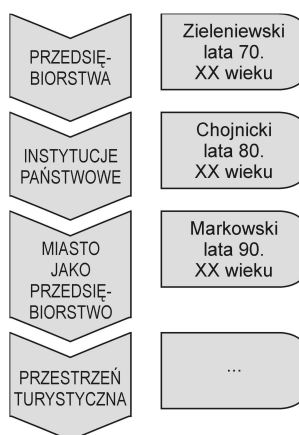 PRZEDSIĘ-
BIORSTWA
Zieleniewski
lata 70.
XX wieku
INSTYTUCJE
PAŃSTWOWE
Chojnicki
lata 80.
XX wieku
MIASTO
JAKO
PRZEDSIĘ-
BIORSTWO
Markowski
lata 90.
XX wieku
PRZESTRZEŃ
TURYSTYCZNA
...